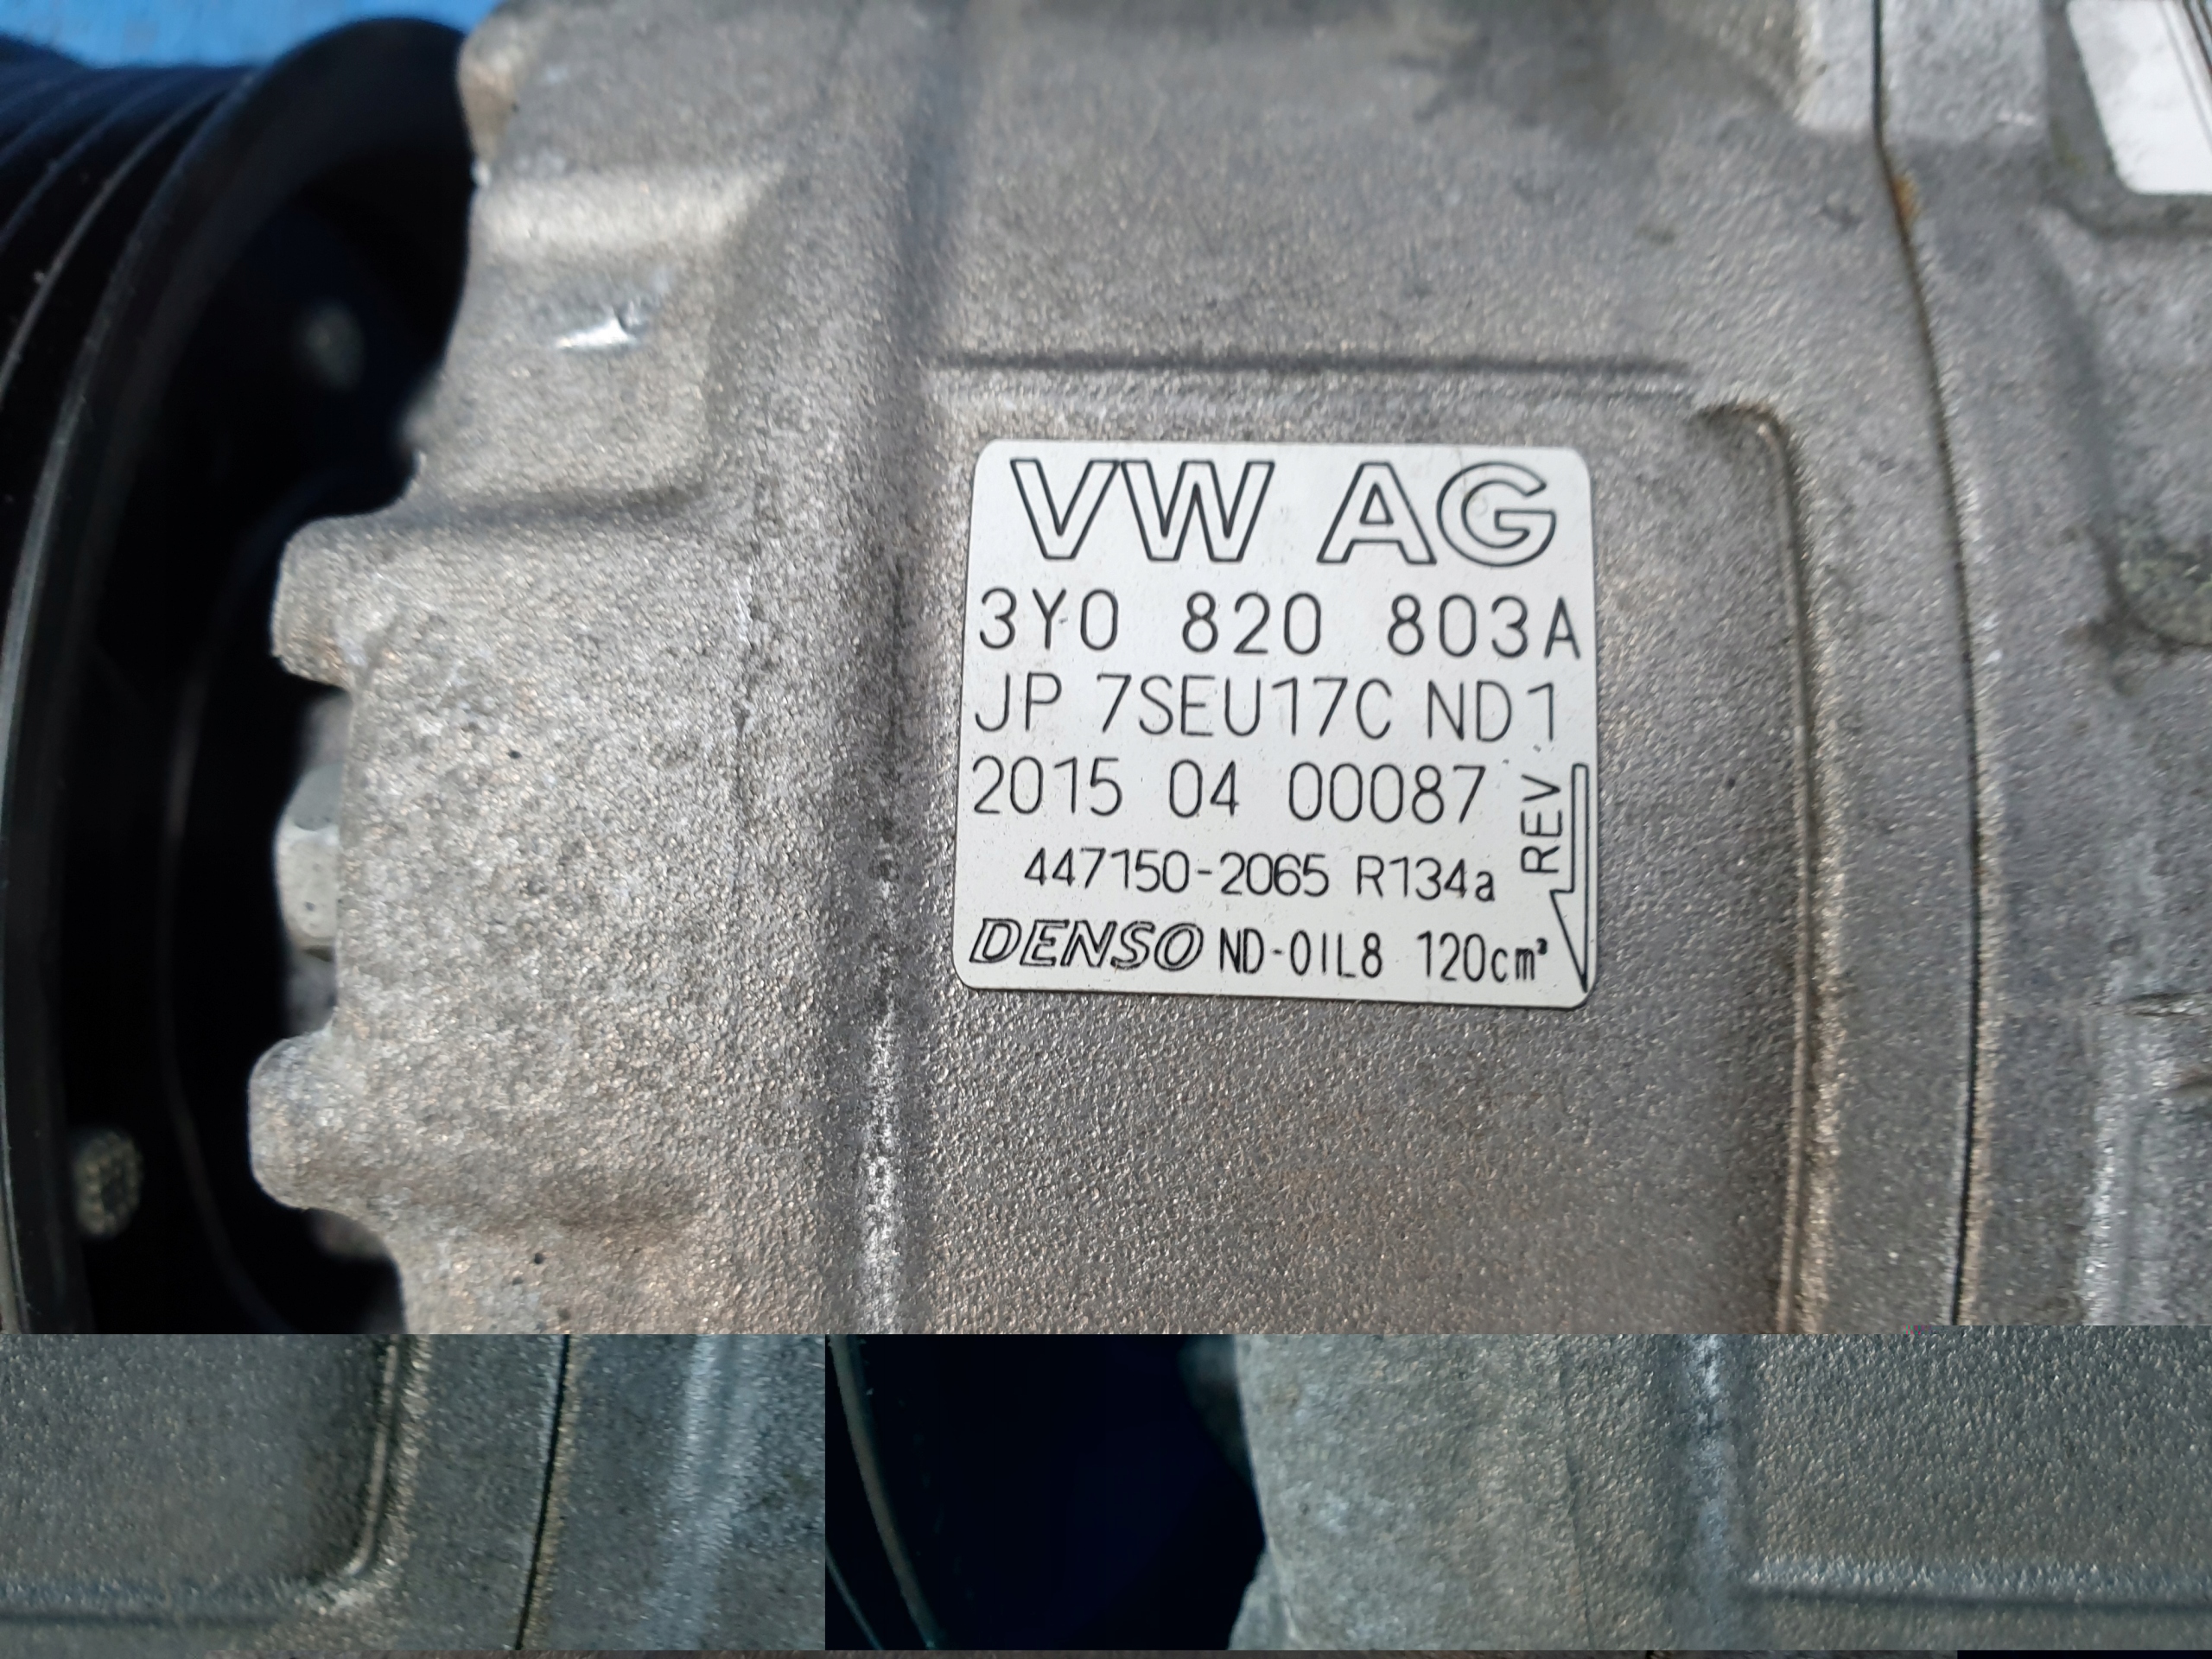 VW AG
3Y0 820 803A
JP 7SEU17C ND1
2015 04 00087
REV
447150-2065 R134a
DENSO ND-OIL8 120cm³